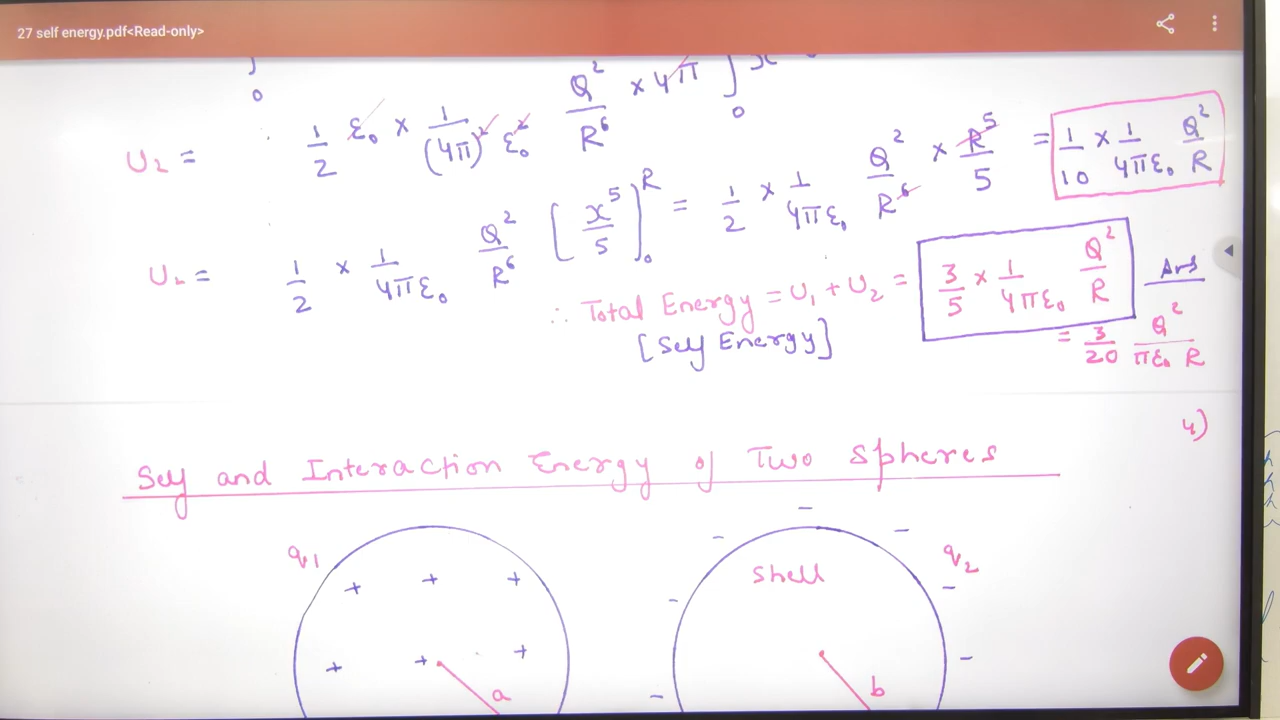 27 self energy.pdf<Read-only>
U₂ = 1/2 ε₀ × 1/(4π)² ε₀² Q²/R⁶ × 4π ∫₀ x
U₂ = 1/2 × 1/4πε₀ Q²/R⁶ [x⁵/5]₀ᴿ = 1/2 × 1/4πε₀ Q²/R⁶ × R⁵/5 = 1/10 × 1/4πε₀ Q²/R
∴ Total Energy = U₁ + U₂ = 3/5 × 1/4πε₀ Q²/R Ans
[Self Energy]
= 3/20 Q²/πε₀ R
4)
Self and Interaction Energy of Two Spheres
q₁
Shell
q₂
a
b